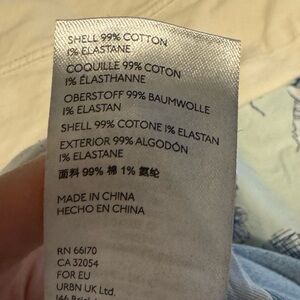 SHELL 99% COTTON
1% ELASTANE
COQUILLE 99% COTON
1% ÉLASTHANNE
OBERSTOFF 99% BAUMWOLLE
1% ELASTAN
SHELL 99% COTONE 1% ELASTAN
EXTERIOR 99% ALGODÓN
1% ELASTANE
面料 99% 棉 1% 氨纶
MADE IN CHINA
HECHO EN CHINA
RN 66170
CA 32054
FOR EU
URBN UK Ltd.